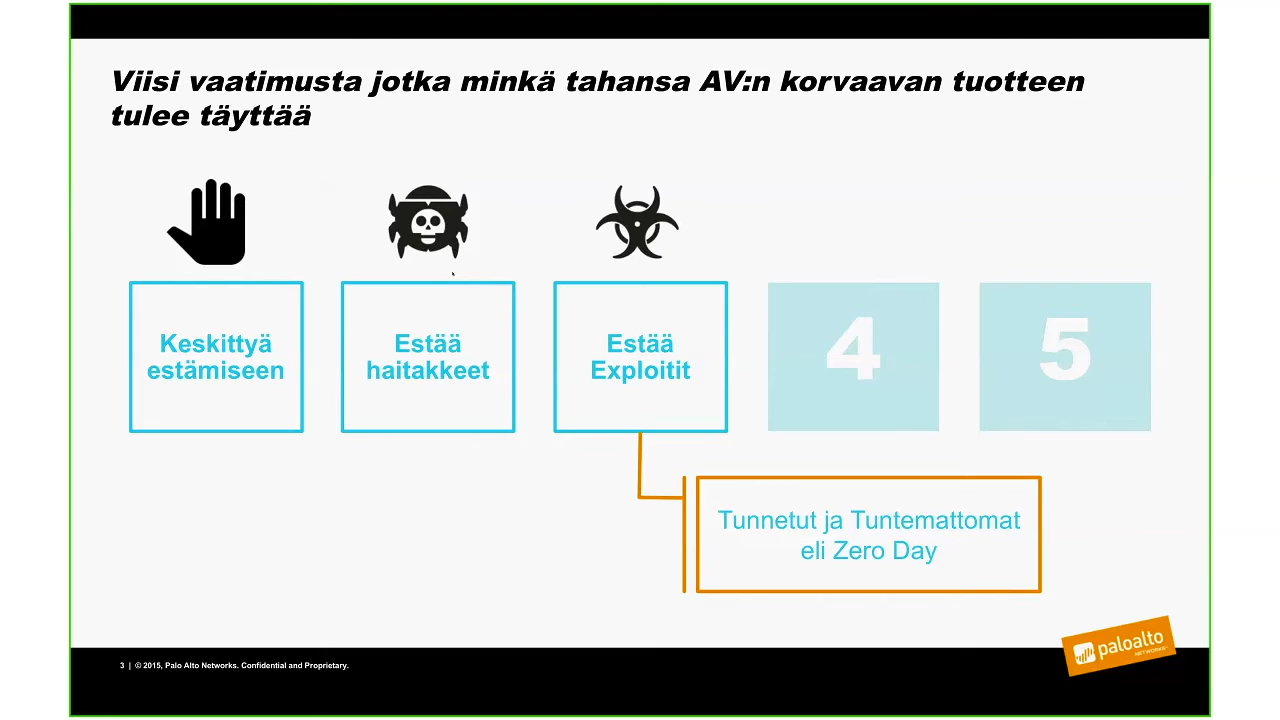 Viisi vaatimusta jotka minkä tahansa AV:n korvaavan tuotteen
tulee täyttää
Keskittyä
estämiseen
Estää
haitakkeet
Estää
Exploitit
4
5
Tunnetut ja Tuntemattomat
eli Zero Day
3 | © 2015, Palo Alto Networks. Confidential and Proprietary.
paloalto
NETWORKS